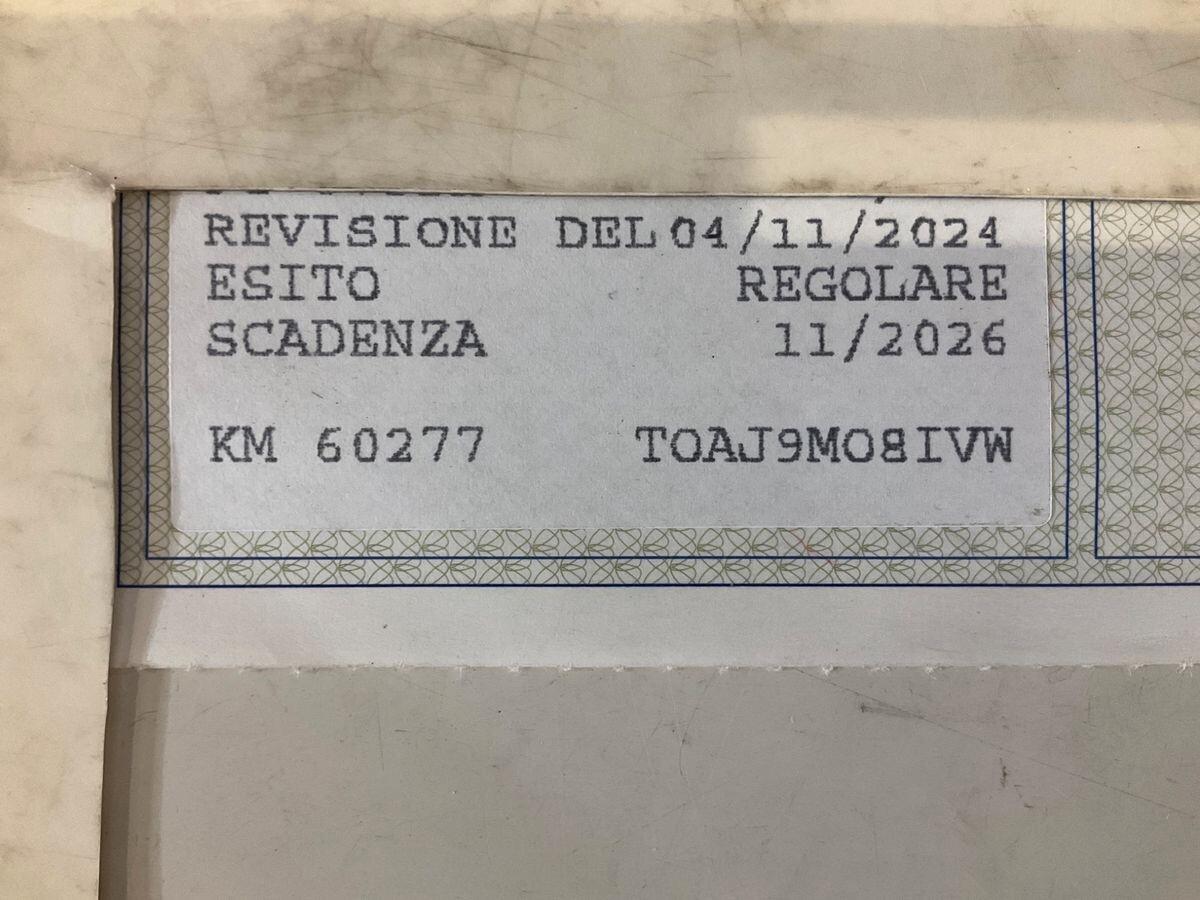 REVISIONE DEL 04/11/2024
ESITO REGOLARE
SCADENZA 11/2026
KM 60277 TOAJ9MO8IVW